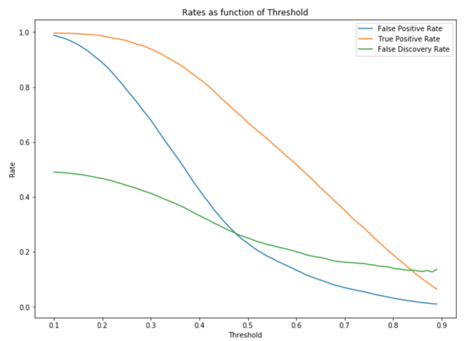 Rates as function of Threshold
False Positive Rate
True Positive Rate
False Discovery Rate
1.0
0.8
0.6
0.4
0.2
0.0
Rate
0.1 0.2 0.3 0.4 0.5 0.6 0.7 0.8 0.9
Threshold